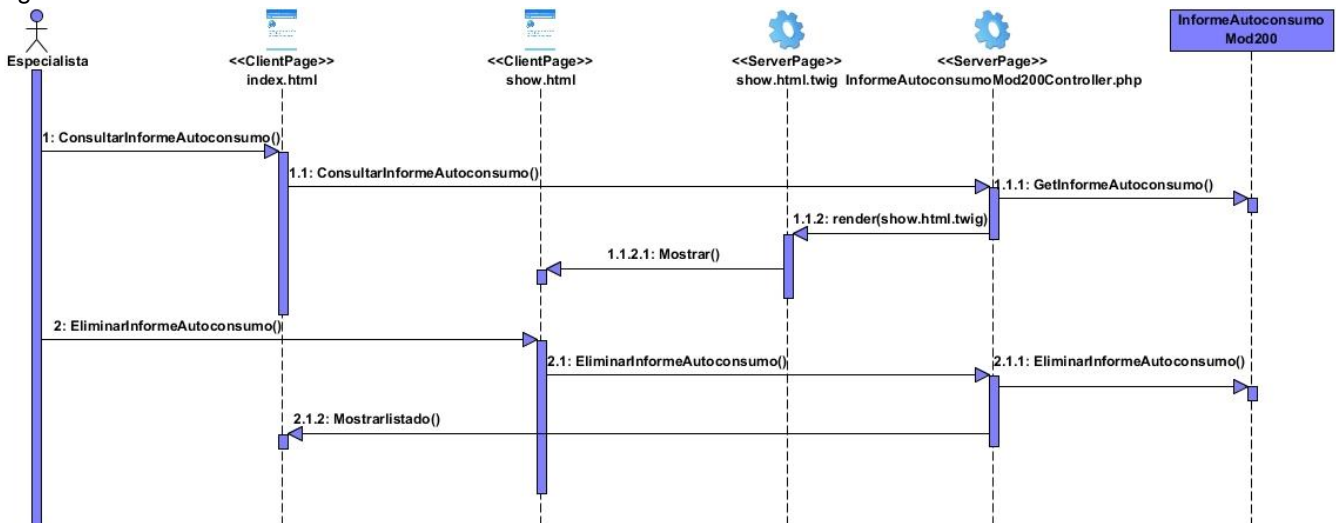 Especialista
<<ClientPage>>
index.html
<<ClientPage>>
show.html
<<ServerPage>>
show.html.twig
<<ServerPage>>
InformeAutoconsumoMod200Controller.php
InformeAutoconsumo
Mod200
1: ConsultarInformeAutoconsumo()
1.1: ConsultarInformeAutoconsumo()
1.1.1: GetInformeAutoconsumo()
1.1.2: render(show.html.twig)
1.1.2.1: Mostrar()
2: EliminarInformeAutoconsumo()
2.1: EliminarInformeAutoconsumo()
2.1.1: EliminarInformeAutoconsumo()
2.1.2: Mostrarlistado()